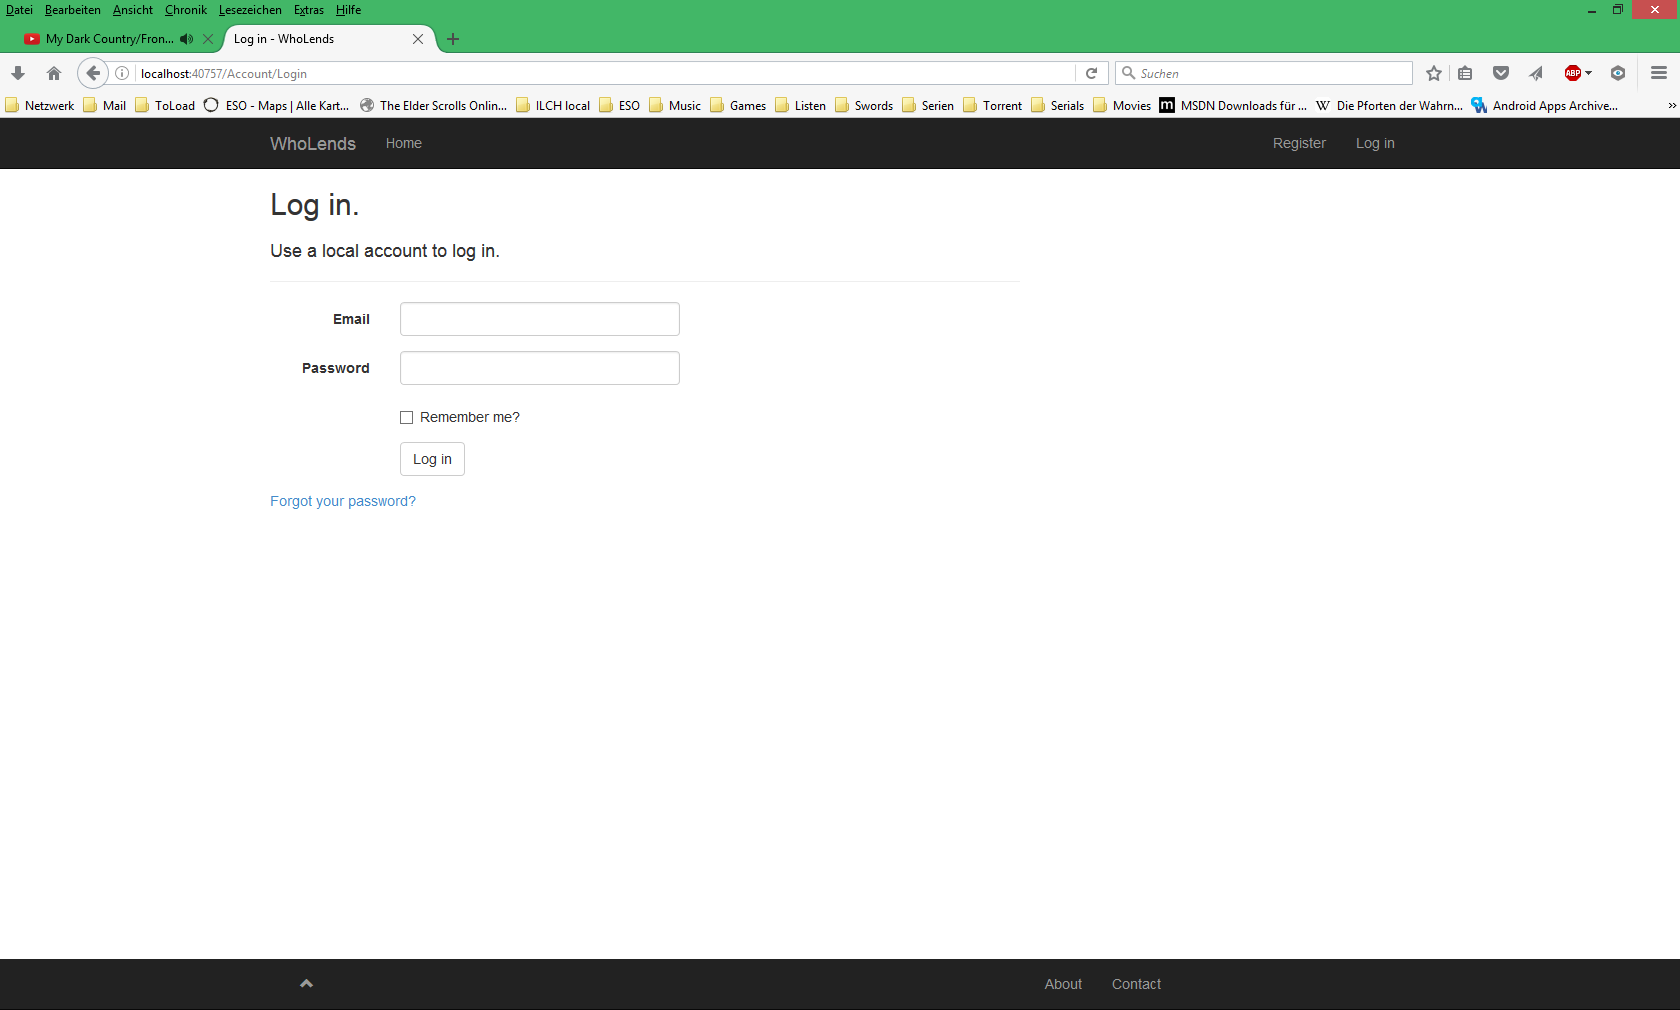 Datei Bearbeiten Ansicht Chronik Lesezeichen Extras Hilfe
My Dark Country/Fron... Log in - WhoLends
localhost:40757/Account/Login Suchen ABP
Netzwerk Mail ToLoad ESO - Maps | Alle Kart... The Elder Scrolls Onlin... ILCH local ESO Music Games Listen Swords Serien Torrent Serials Movies m MSDN Downloads für ... W Die Pforten der Wahrn... Android Apps Archive... »
WhoLends Home Register Log in
Log in.
Use a local account to log in.
Email
Password
Remember me?
Log in
Forgot your password?
About Contact